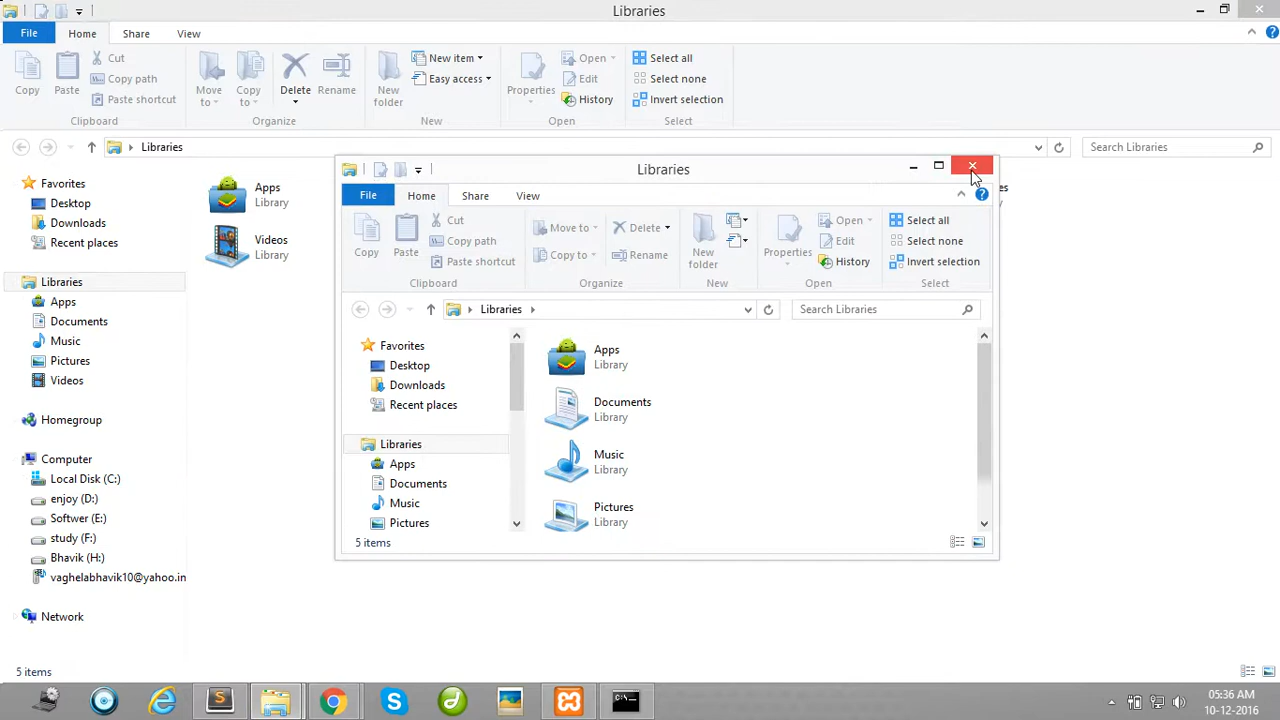 Libraries
File Home Share View
Copy
Paste
Cut
Copy path
Paste shortcut
Clipboard
Move to
Copy to
Delete
Rename
Organize
New folder
New item
Easy access
New
Properties
Open
Edit
History
Open
Select all
Select none
Invert selection
Select
Libraries
Search Libraries
Favorites
Desktop
Downloads
Recent places
Libraries
Apps
Documents
Music
Pictures
Videos
Homegroup
Computer
Local Disk (C:)
enjoy (D:)
Softwer (E:)
study (F:)
Bhavik (H:)
vaghelabhavik10@yahoo.in
Network
Apps
Library
Videos
Library
Libraries
File Home Share View
Copy
Paste
Cut
Copy path
Paste shortcut
Clipboard
Move to
Copy to
Delete
Rename
Organize
New folder
New
Properties
Open
Edit
History
Open
Select all
Select none
Invert selection
Select
Libraries
Search Libraries
Favorites
Desktop
Downloads
Recent places
Libraries
Apps
Documents
Music
Pictures
Apps
Library
Documents
Library
Music
Library
Pictures
Library
5 items
5 items
C:\
05:36 AM
10-12-2016